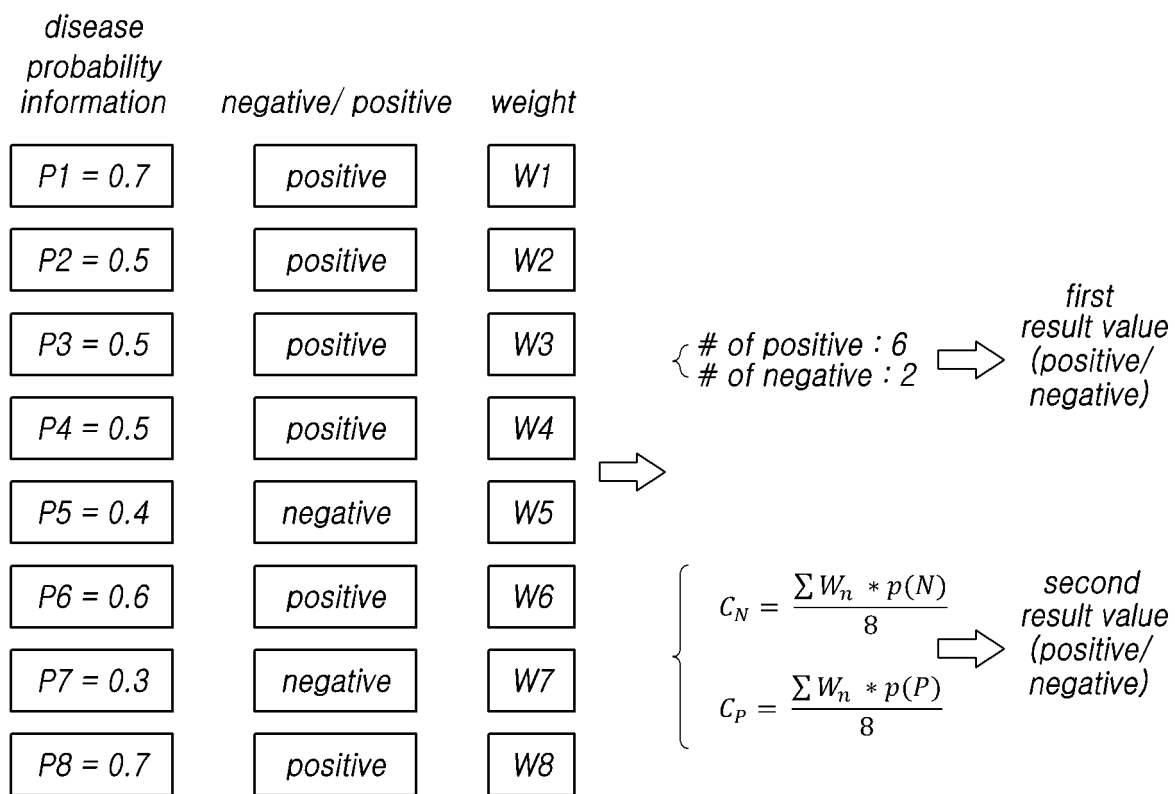 disease
probability
information
negative/ positive
weight
P1 = 0.7
positive
W1
P2 = 0.5
positive
W2
P3 = 0.5
positive
W3
P4 = 0.5
positive
W4
P5 = 0.4
negative
W5
P6 = 0.6
positive
W6
P7 = 0.3
negative
W7
P8 = 0.7
positive
W8
# of positive : 6
# of negative : 2
first
result value
(positive/
negative)
C_N = ∑ W_n * p(N) / 8
C_P = ∑ W_n * p(P) / 8
second
result value
(positive/
negative)